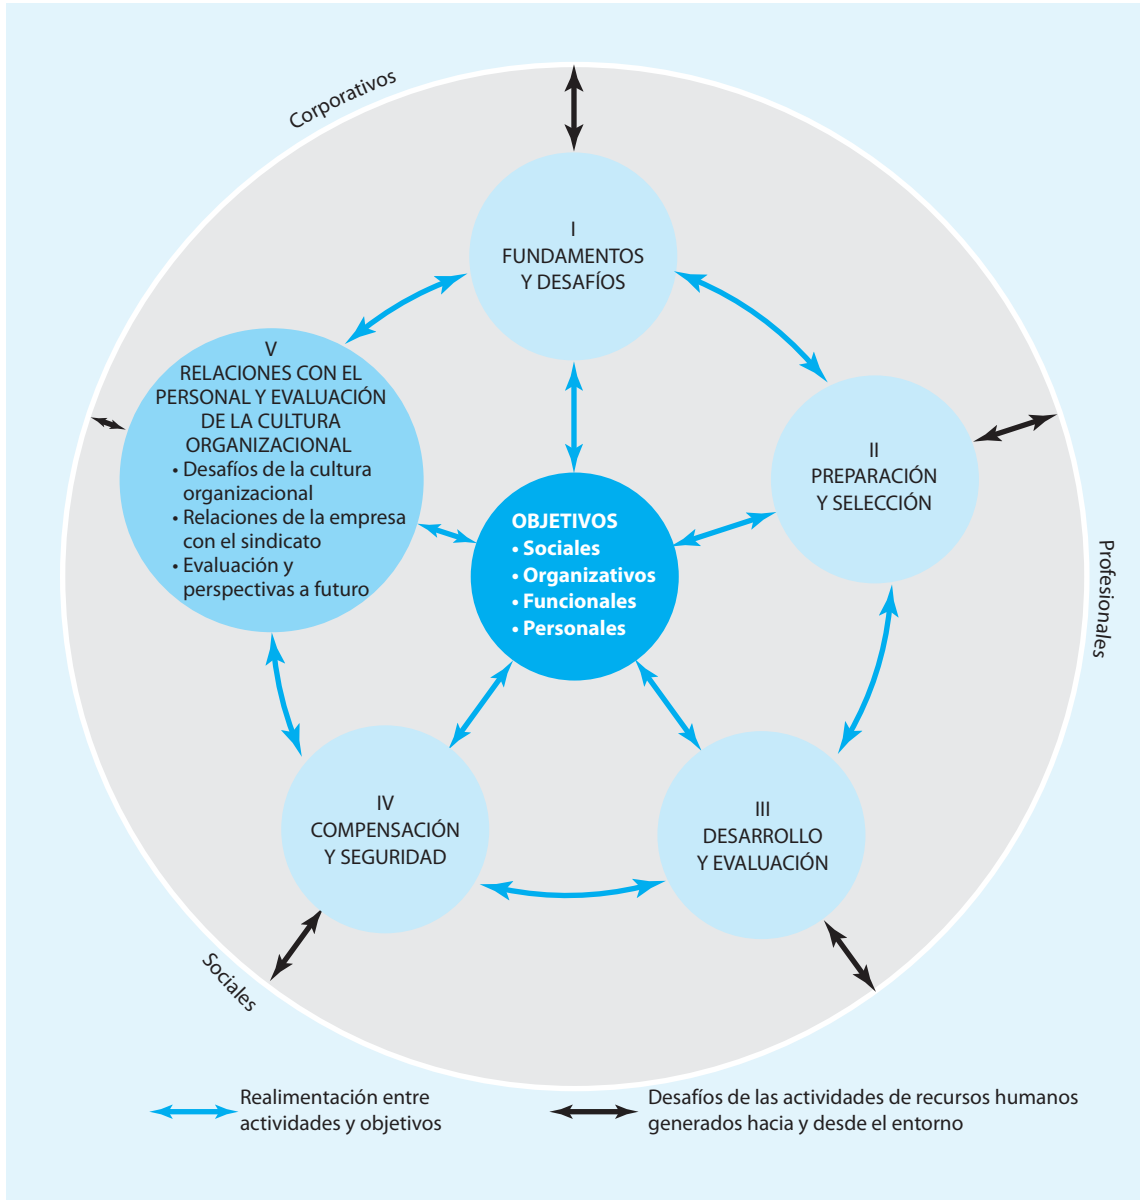 Corporativos
I
FUNDAMENTOS
Y DESAFÍOS
V
RELACIONES CON EL
PERSONAL Y EVALUACIÓN
DE LA CULTURA
ORGANIZACIONAL
• Desafíos de la cultura
organizacional
• Relaciones de la empresa
con el sindicato
• Evaluación y
perspectivas a futuro
II
PREPARACIÓN
Y SELECCIÓN
OBJETIVOS
• Sociales
• Organizativos
• Funcionales
• Personales
Profesionales
IV
COMPENSACIÓN
Y SEGURIDAD
III
DESARROLLO
Y EVALUACIÓN
Sociales
Realimentación entre
actividades y objetivos
Desafíos de las actividades de recursos humanos
generados hacia y desde el entorno